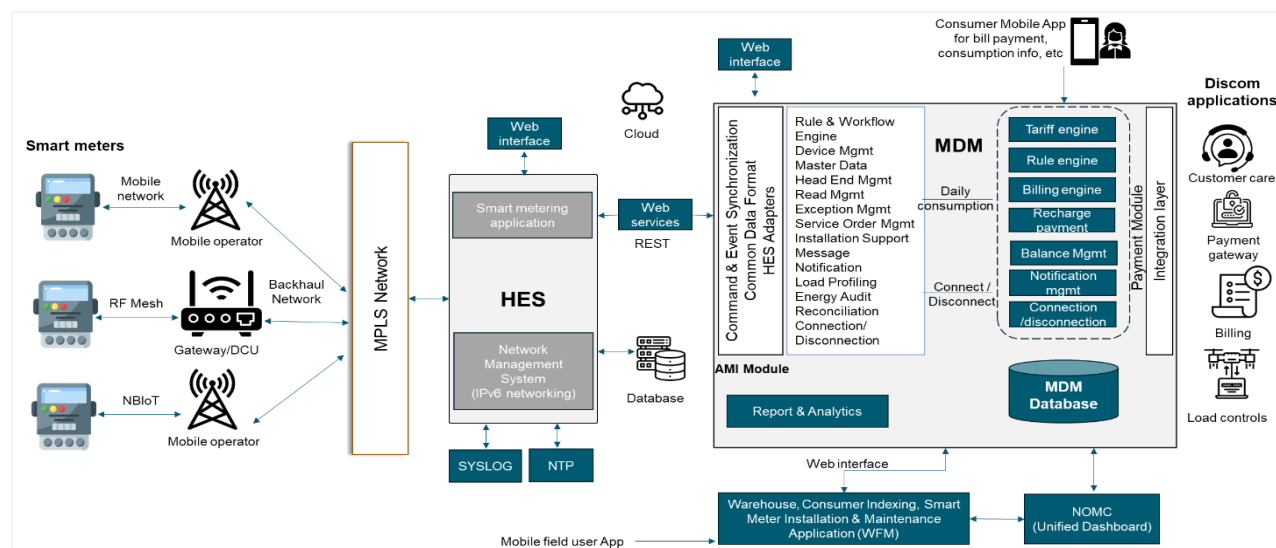 Consumer Mobile App
for bill payment,
consumption info, etc
Web
interface
Discom
applications
Cloud
Smart meters
Web
interface
Mobile
network
Mobile operator
RF Mesh
Backhaul
Network
Gateway/DCU
NBIoT
Mobile operator
MPLS Network
Smart metering
application
HES
Network
Management
System
(IPv6 networking)
SYSLOG
NTP
Web
services
REST
Database
Command & Event Synchronization
Common Data Format
HES Adapters
AMI Module
Rule & Workflow
Engine
Device Mgmt
Master Data
Head End Mgmt
Read Mgmt
Exception Mgmt
Service Order Mgmt
Installation Support
Message
Notification
Load Profiling
Energy Audit
Reconciliation
Connection/
Disconnection
MDM
Daily
consumption
Connect /
Disconnect
Tariff engine
Rule engine
Billing engine
Recharge
payment
Balance Mgmt
Notification
mgmt
Connection
/disconnection
Payment Module
Integration layer
MDM
Database
Report & Analytics
Customer care
Payment
gateway
$
Billing
Load controls
Web interface
Warehouse, Consumer Indexing, Smart
Meter Installation & Maintenance
Application (WFM)
NOMC
(Unified Dashboard)
Mobile field user App